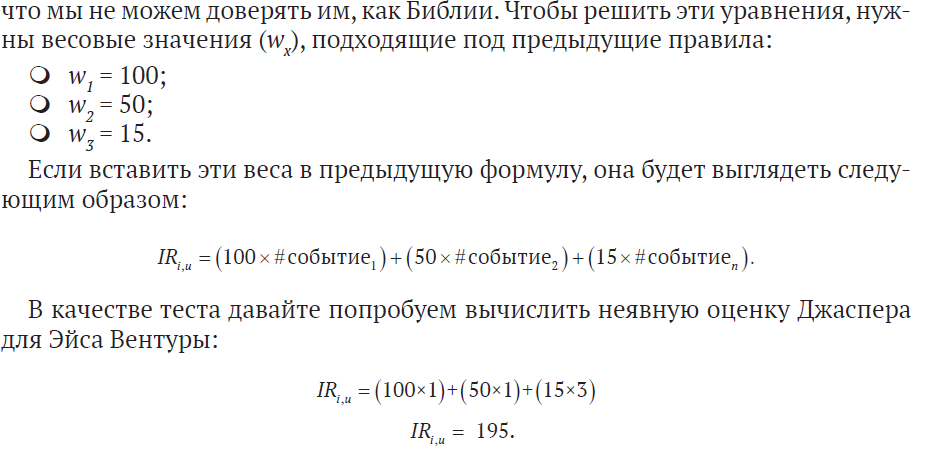 что мы не можем доверять им, как Библии. Чтобы решить эти уравнения, нуж-
ны весовые значения (wₓ), подходящие под предыдущие правила:
❍ w₁ = 100;
❍ w₂ = 50;
❍ w₃ = 15.
Если вставить эти веса в предыдущую формулу, она будет выглядеть следу-
ющим образом:
IRᵢ,ᵤ = (100 × #событие₁) + (50 × #событие₂) + (15 × #событиеₙ).
В качестве теста давайте попробуем вычислить неявную оценку Джаспера
для Эйса Вентуры:
IRᵢ,ᵤ = (100×1)+(50×1)+(15×3)
IRᵢ,ᵤ = 195.